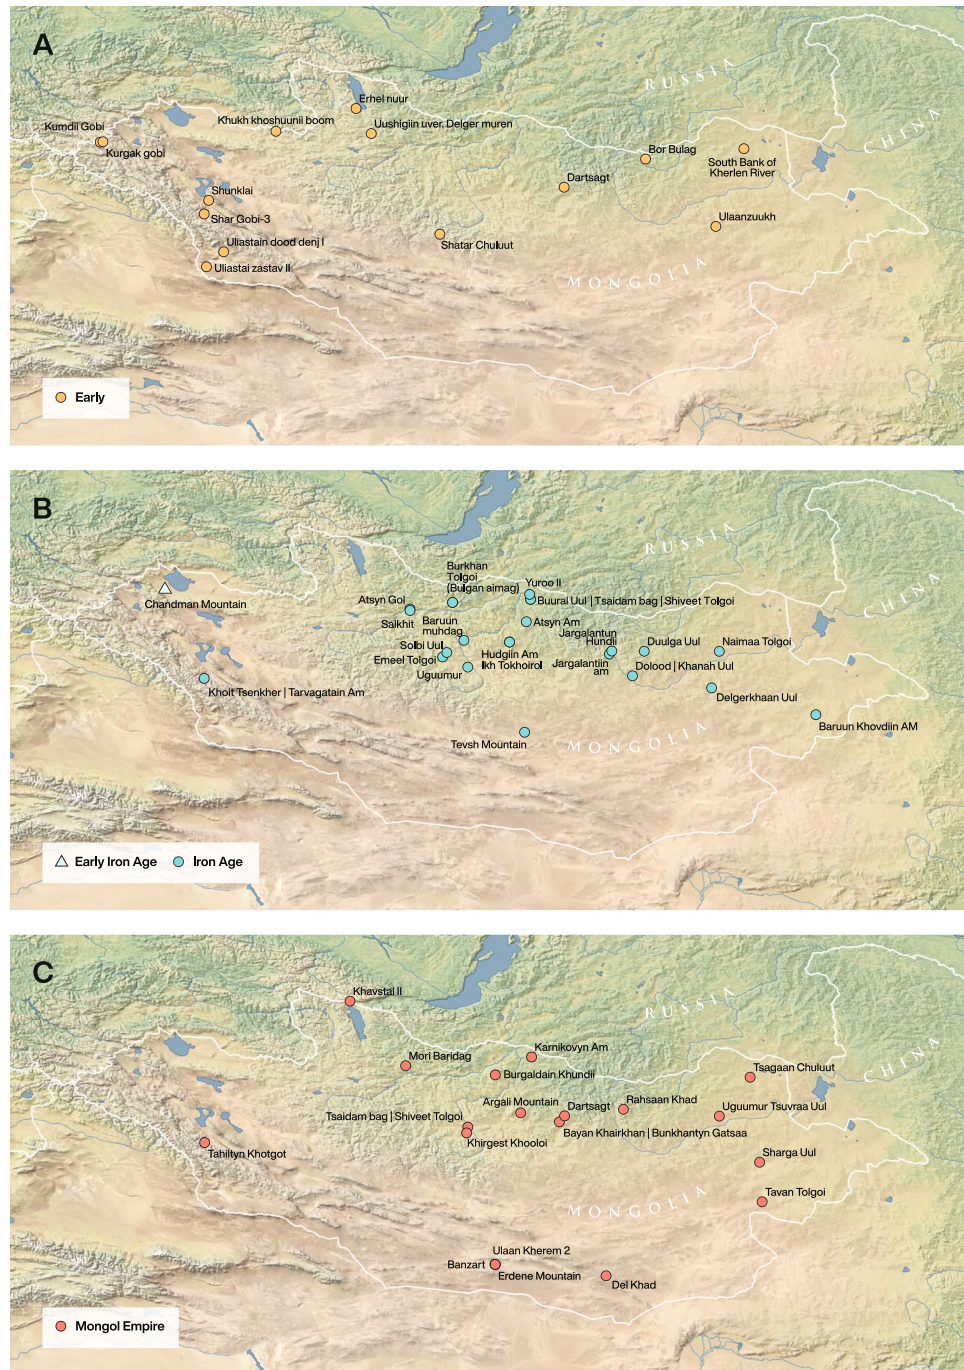 A
RUSSIA
CHINA
Erhel nuur
Khukh khoshuunii boom
Uushigiin uver. Delger muren
Kumdii Gobi
Kurgak gobi
Bor Bulag
South Bank of
Kherlen River
Dartsagt
Shunklai
Shar Gobi-3
Ulaanzuukh
Uliastain dood denj I
Shatar Chuluut
Uliastai zastav II
MONGOLIA
Early
B
RUSSIA
CHINA
Burkhan
Tolgoi
(Bulgan aimag)
Yuroo II
Chandman Mountain
Atsyn Gol
Buural Uul | Tsaidam bag | Shiveet Tolgoi
Salkhit
Baruun
muhdag
Atsyn Am
Jargalantun
Hundii
Solbi Uul
Duulga Uul
Naimaa Tolgoi
Emeel Tolgoi
Hudgiin Am
Ikh Tokhoirol
Jargalantiin
am
Uguumur
Dolood | Khanah Uul
Khoit Tsenkher | Tarvagatain Am
Delgerkhaan Uul
Baruun Khovdiin AM
Tevsh Mountain
MONGOLIA
Early Iron Age
Iron Age
C
RUSSIA
CHINA
Khavstal II
Karnikovyn Am
Mori Baridag
Burgaldain Khundii
Tsagaan Chuluut
Argali Mountain
Rahsaan Khad
Tsaidam bag | Shiveet Tolgoi
Dartsagt
Uguumur Tsuvraa Uul
Khirgest Khooloi
Bayan Khairkhan | Bunkhantyn Gatsaa
Tahiltyn Khotgot
Sharga Uul
Tavan Tolgoi
MONGOLIA
Ulaan Kherem 2
Banzart
Erdene Mountain
Del Khad
Mongol Empire